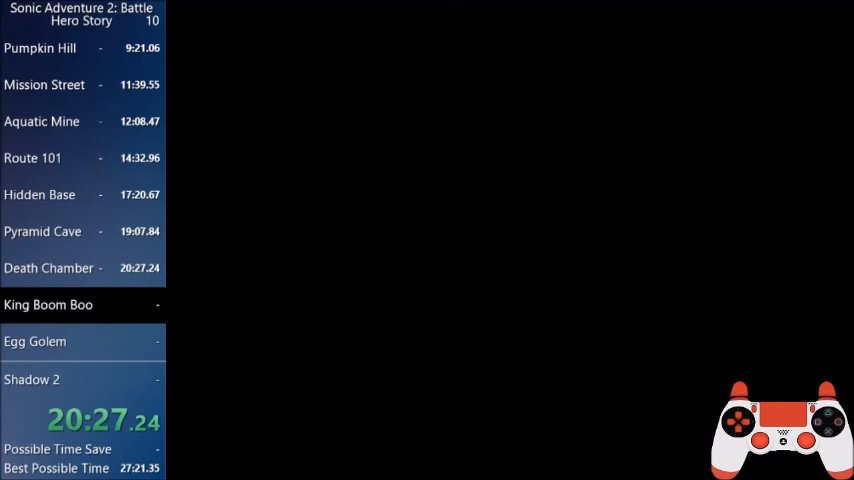 Sonic Adventure 2: Battle
Hero Story 10
Pumpkin Hill - 9:21.06
Mission Street - 11:39.55
Aquatic Mine - 12:08.47
Route 101 - 14:32.96
Hidden Base - 17:20.67
Pyramid Cave - 19:07.84
Death Chamber - 20:27.24
King Boom Boo -
Egg Golem -
Shadow 2 -
20:27.24
Possible Time Save -
Best Possible Time 27:21.35